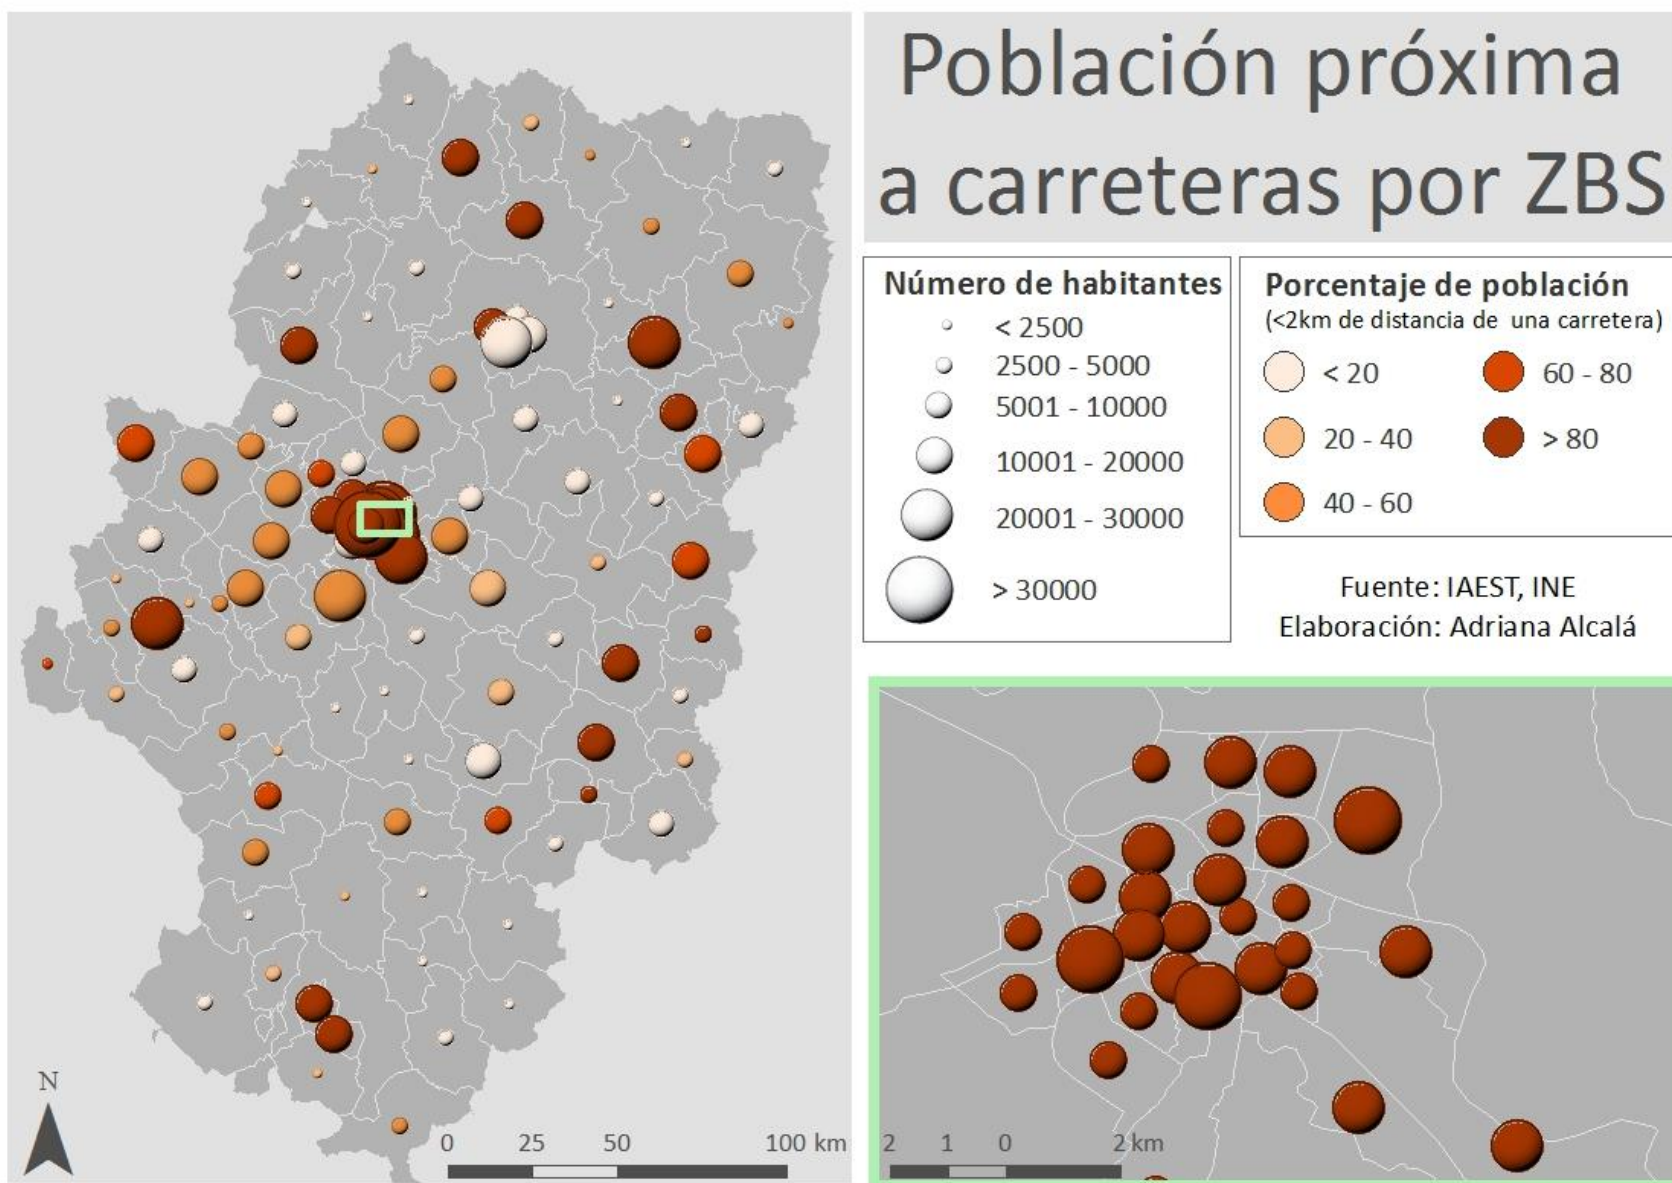 Población próxima
a carreteras por ZBS
Número de habitantes
< 2500
2500 - 5000
5001 - 10000
10001 - 20000
20001 - 30000
> 30000
Porcentaje de población
(<2km de distancia de una carretera)
< 20
20 - 40
40 - 60
60 - 80
> 80
Fuente: IAEST, INE
Elaboración: Adriana Alcalá
N
0 25 50 100 km
2 1 0 2 km